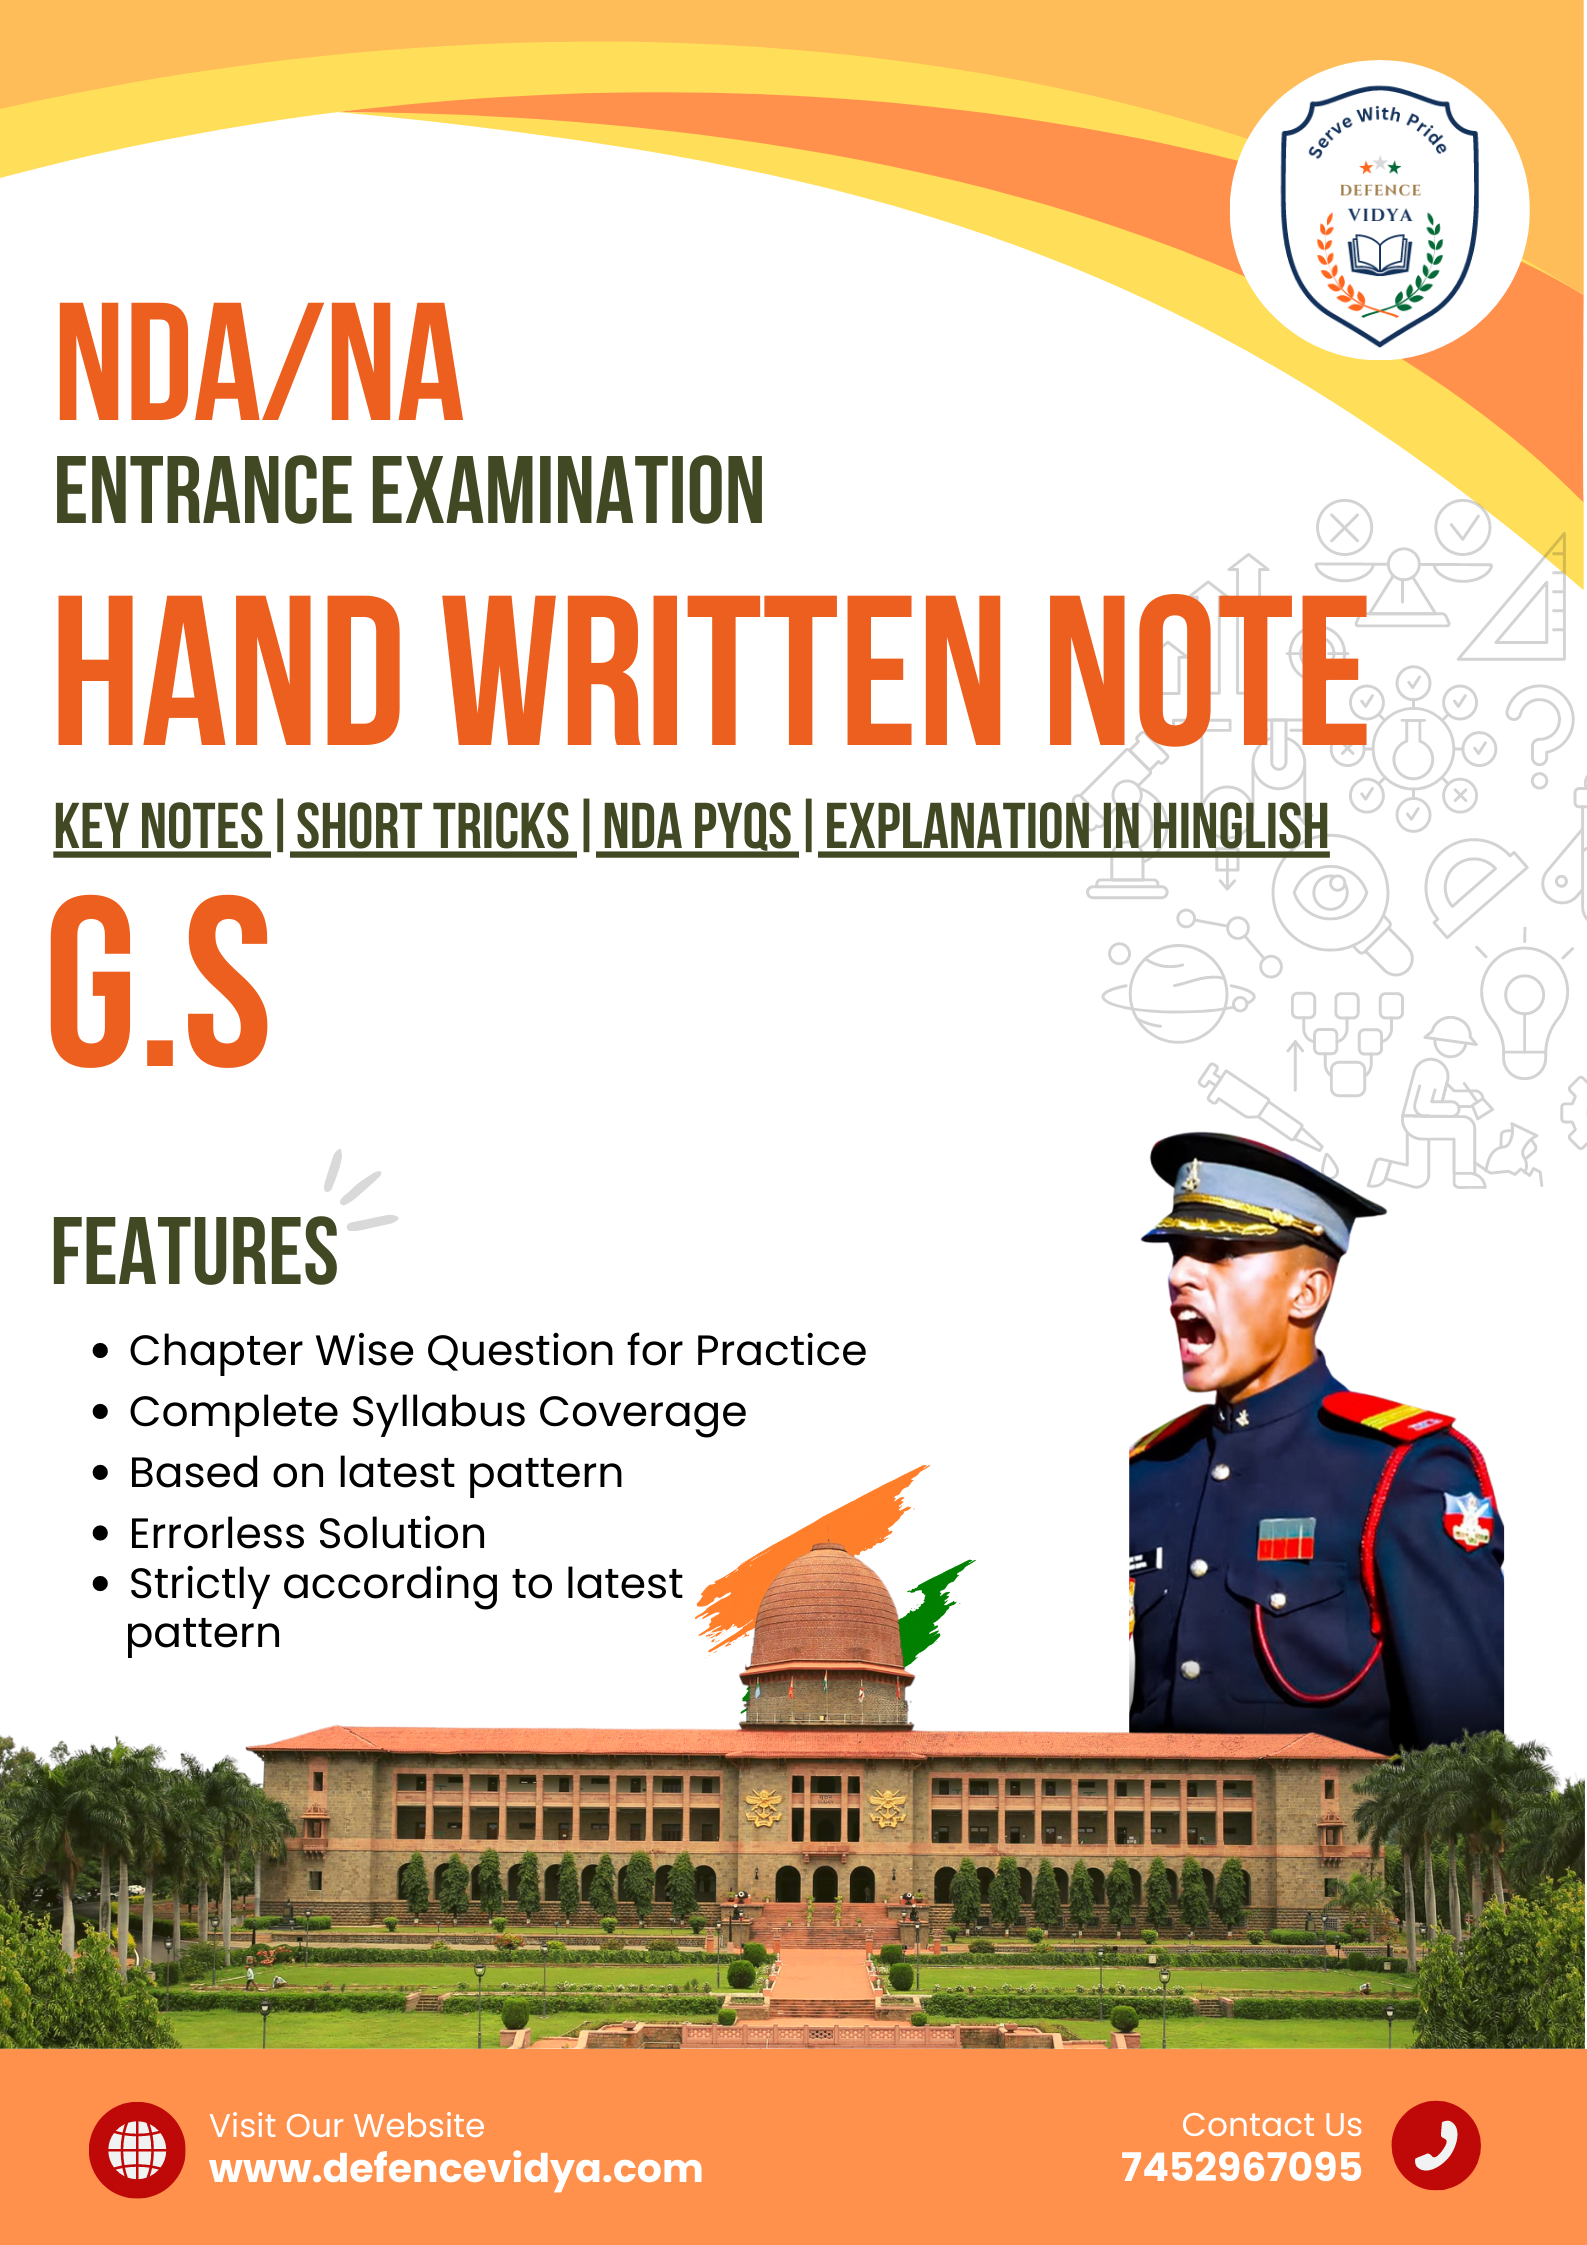 Serve With Pride
DEFENCE
VIDYA
NDA/NA
ENTRANCE EXAMINATION
HAND WRITTEN NOTE
KEY NOTES | SHORT TRICKS | NDA PYQS | EXPLANATION IN HINGLISH
G.S
FEATURES
• Chapter Wise Question for Practice
• Complete Syllabus Coverage
• Based on latest pattern
• Errorless Solution
• Strictly according to latest
pattern
Visit Our Website
www.defencevidya.com
Contact Us
7452967095